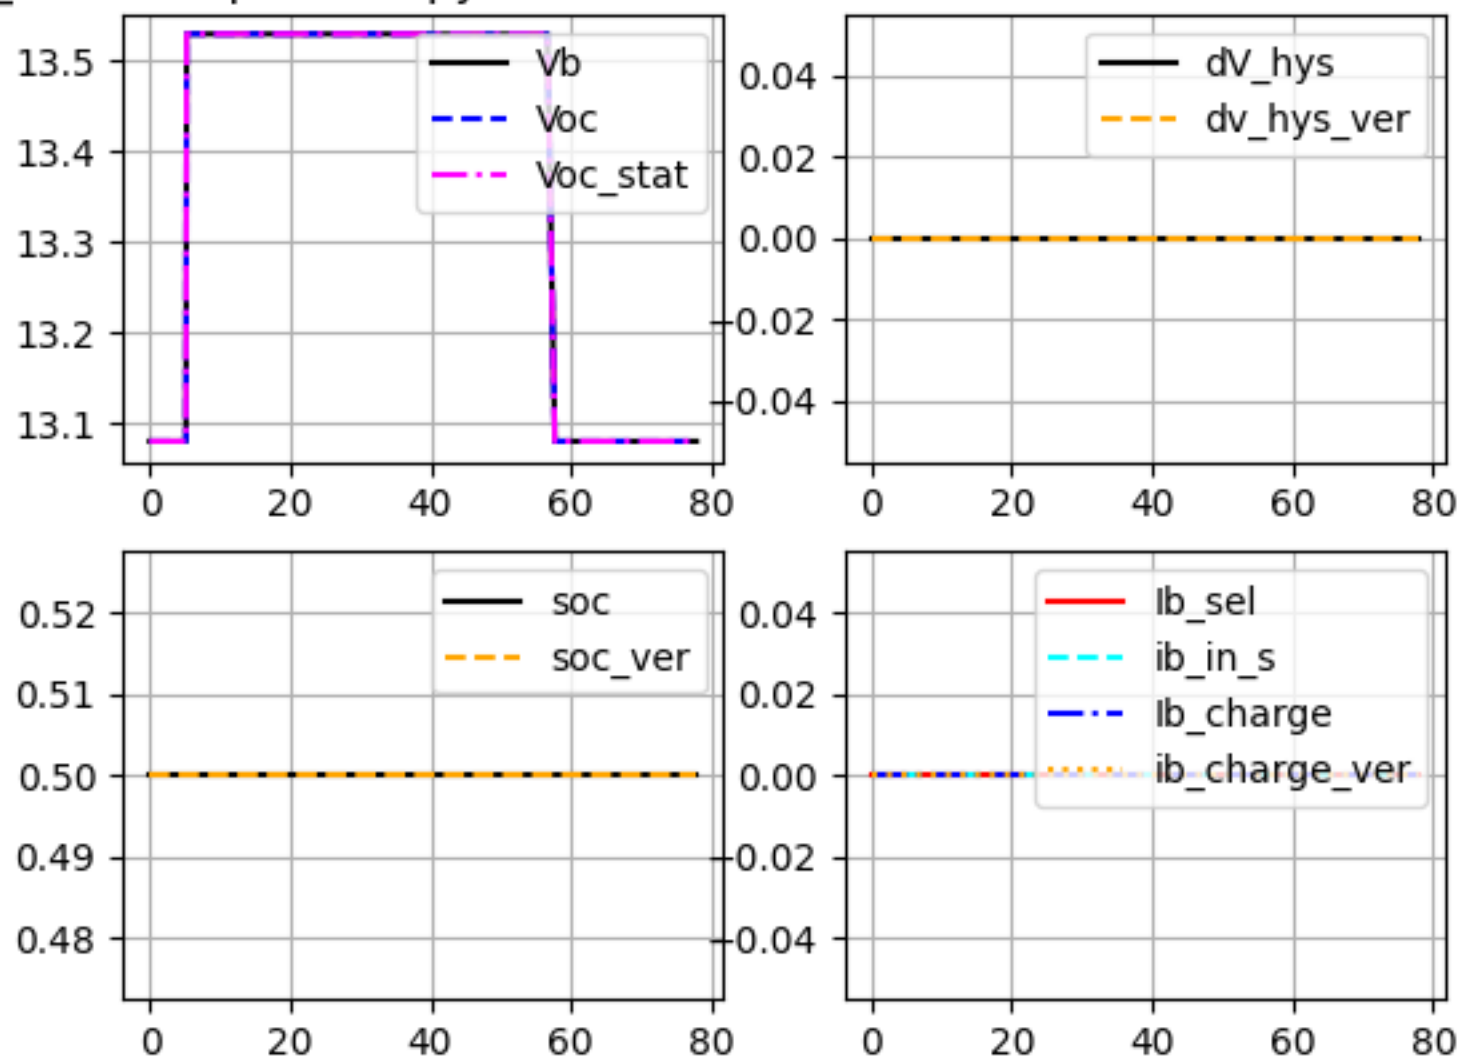 13.5
13.4
13.3
13.2
13.1
Vb
Voc
Voc_stat
0 20 40 60 80
0.04
0.02
0.00
−0.02
−0.04
dV_hys
dv_hys_ver
0 20 40 60 80
0.52
0.51
0.50
0.49
0.48
soc
soc_ver
0 20 40 60 80
0.04
0.02
0.00
−0.02
−0.04
Ib_sel
ib_in_s
Ib_charge
ib_charge_ver
0 20 40 60 80